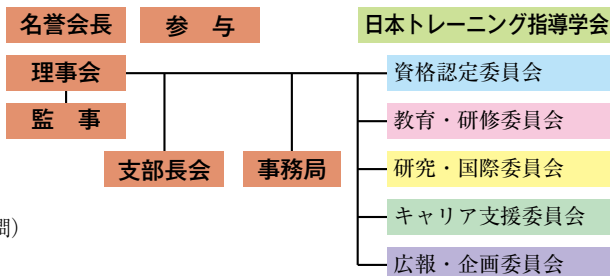 名誉会長 参 与 日本トレーニング指導学会
理事会 資格認定委員会
監 事 教育・研修委員会
支部長会 事務局 研究・国際委員会
キャリア支援委員会
広報・企画委員会